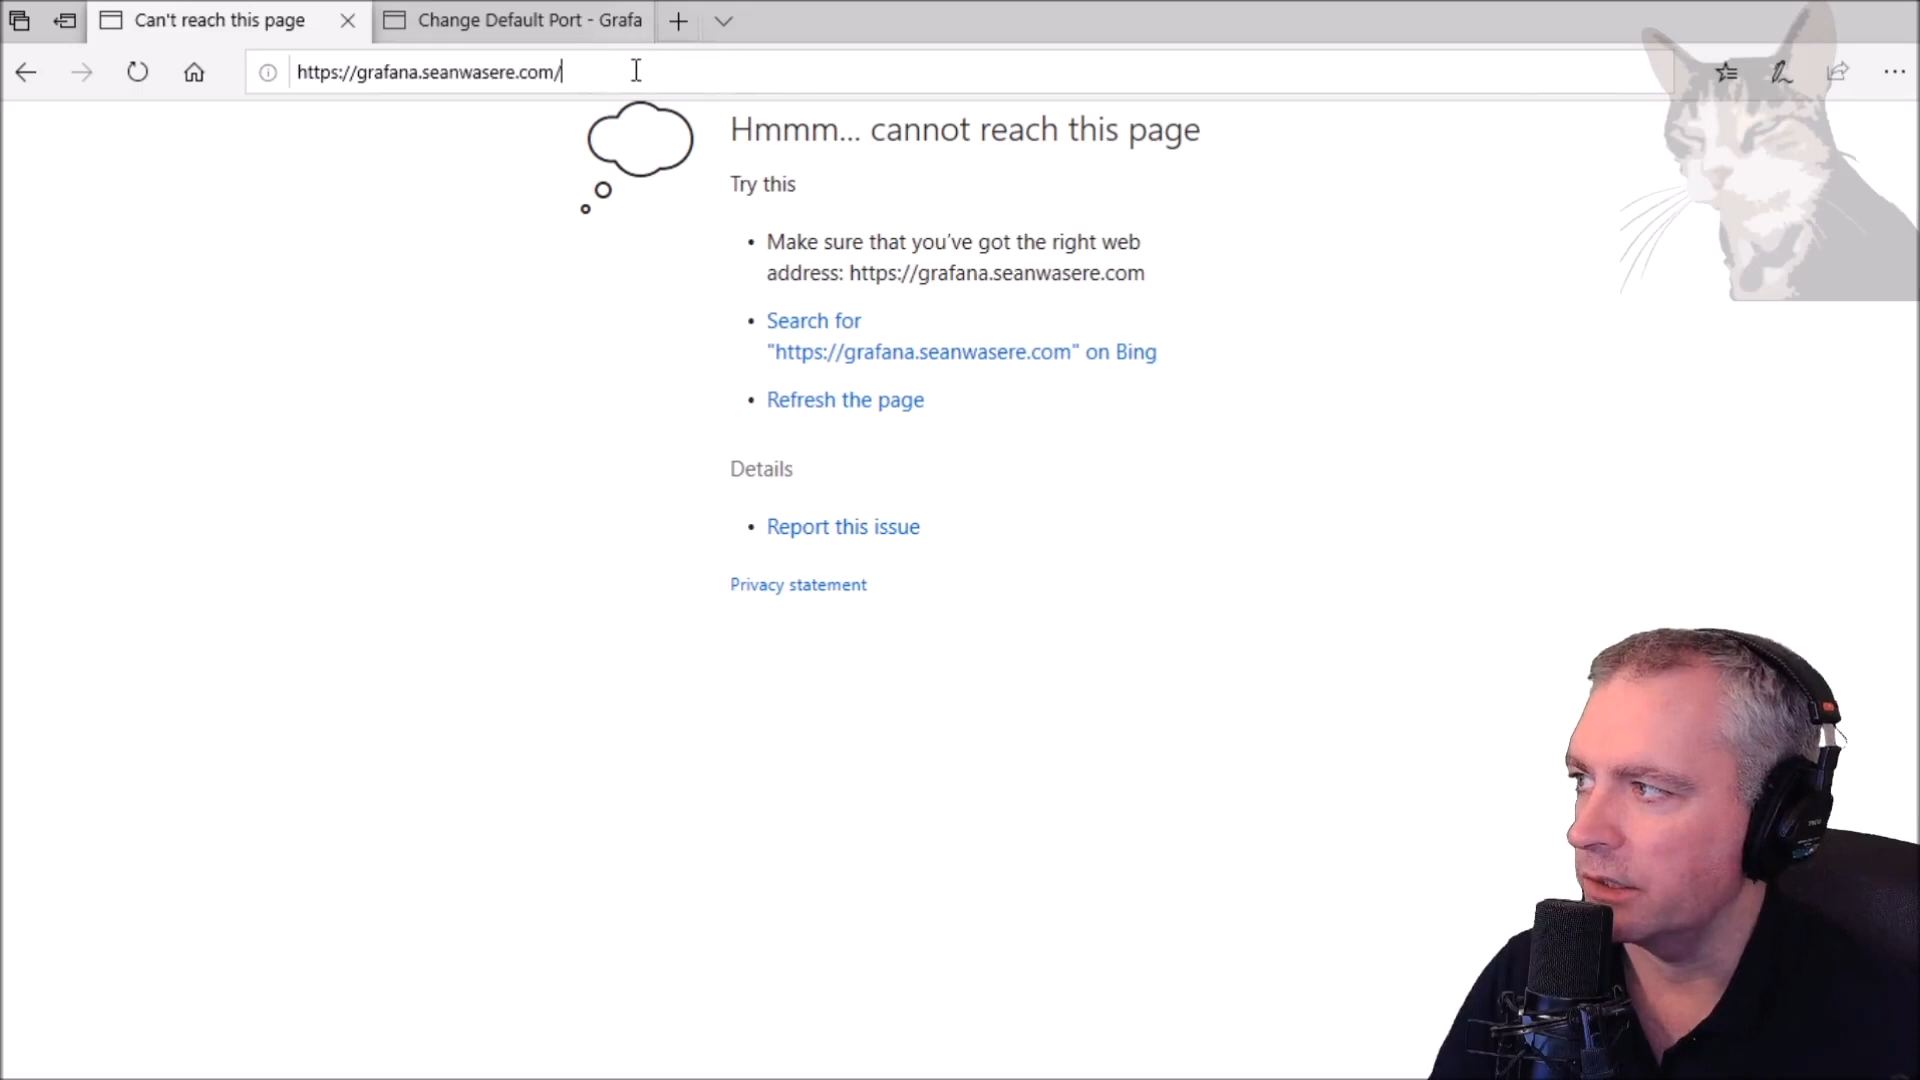 Can't reach this page
Change Default Port - Grafa
https://grafana.seanwasere.com/
Hmmm... cannot reach this page
Try this
• Make sure that you've got the right web
address: https://grafana.seanwasere.com
• Search for
"https://grafana.seanwasere.com" on Bing
• Refresh the page
Details
• Report this issue
Privacy statement